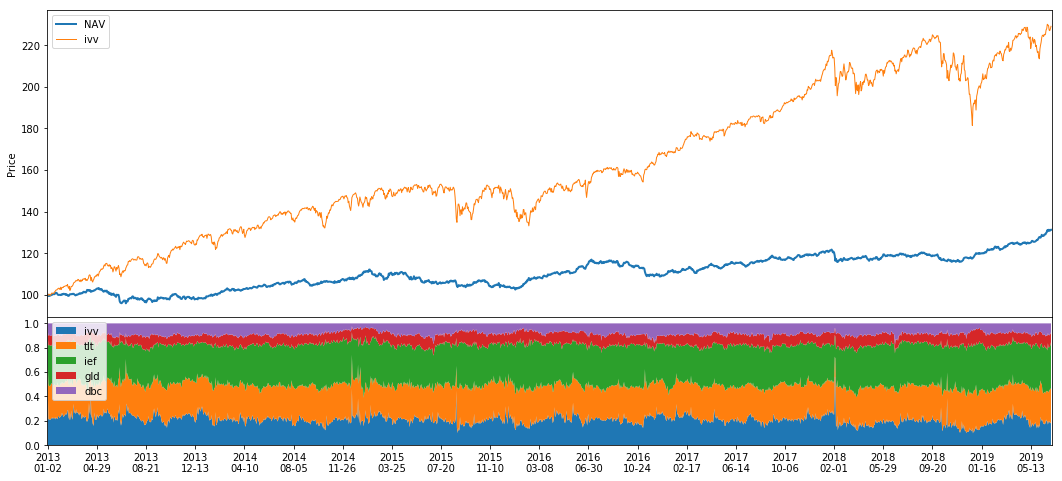 NAV
ivv
Price
220
200
180
160
140
120
100
1.0
0.8
0.6
0.4
0.2
0.0
ivv
tlt
ief
gld
dbc
2013 2013 2013 2013 2014 2014 2014 2015 2015 2015 2016 2016 2016 2017 2017 2017 2018 2018 2018 2019 2019
01-02 04-29 08-21 12-13 04-10 08-05 11-26 03-25 07-20 11-10 03-08 06-30 10-24 02-17 06-14 10-06 02-01 05-29 09-20 01-16 05-13